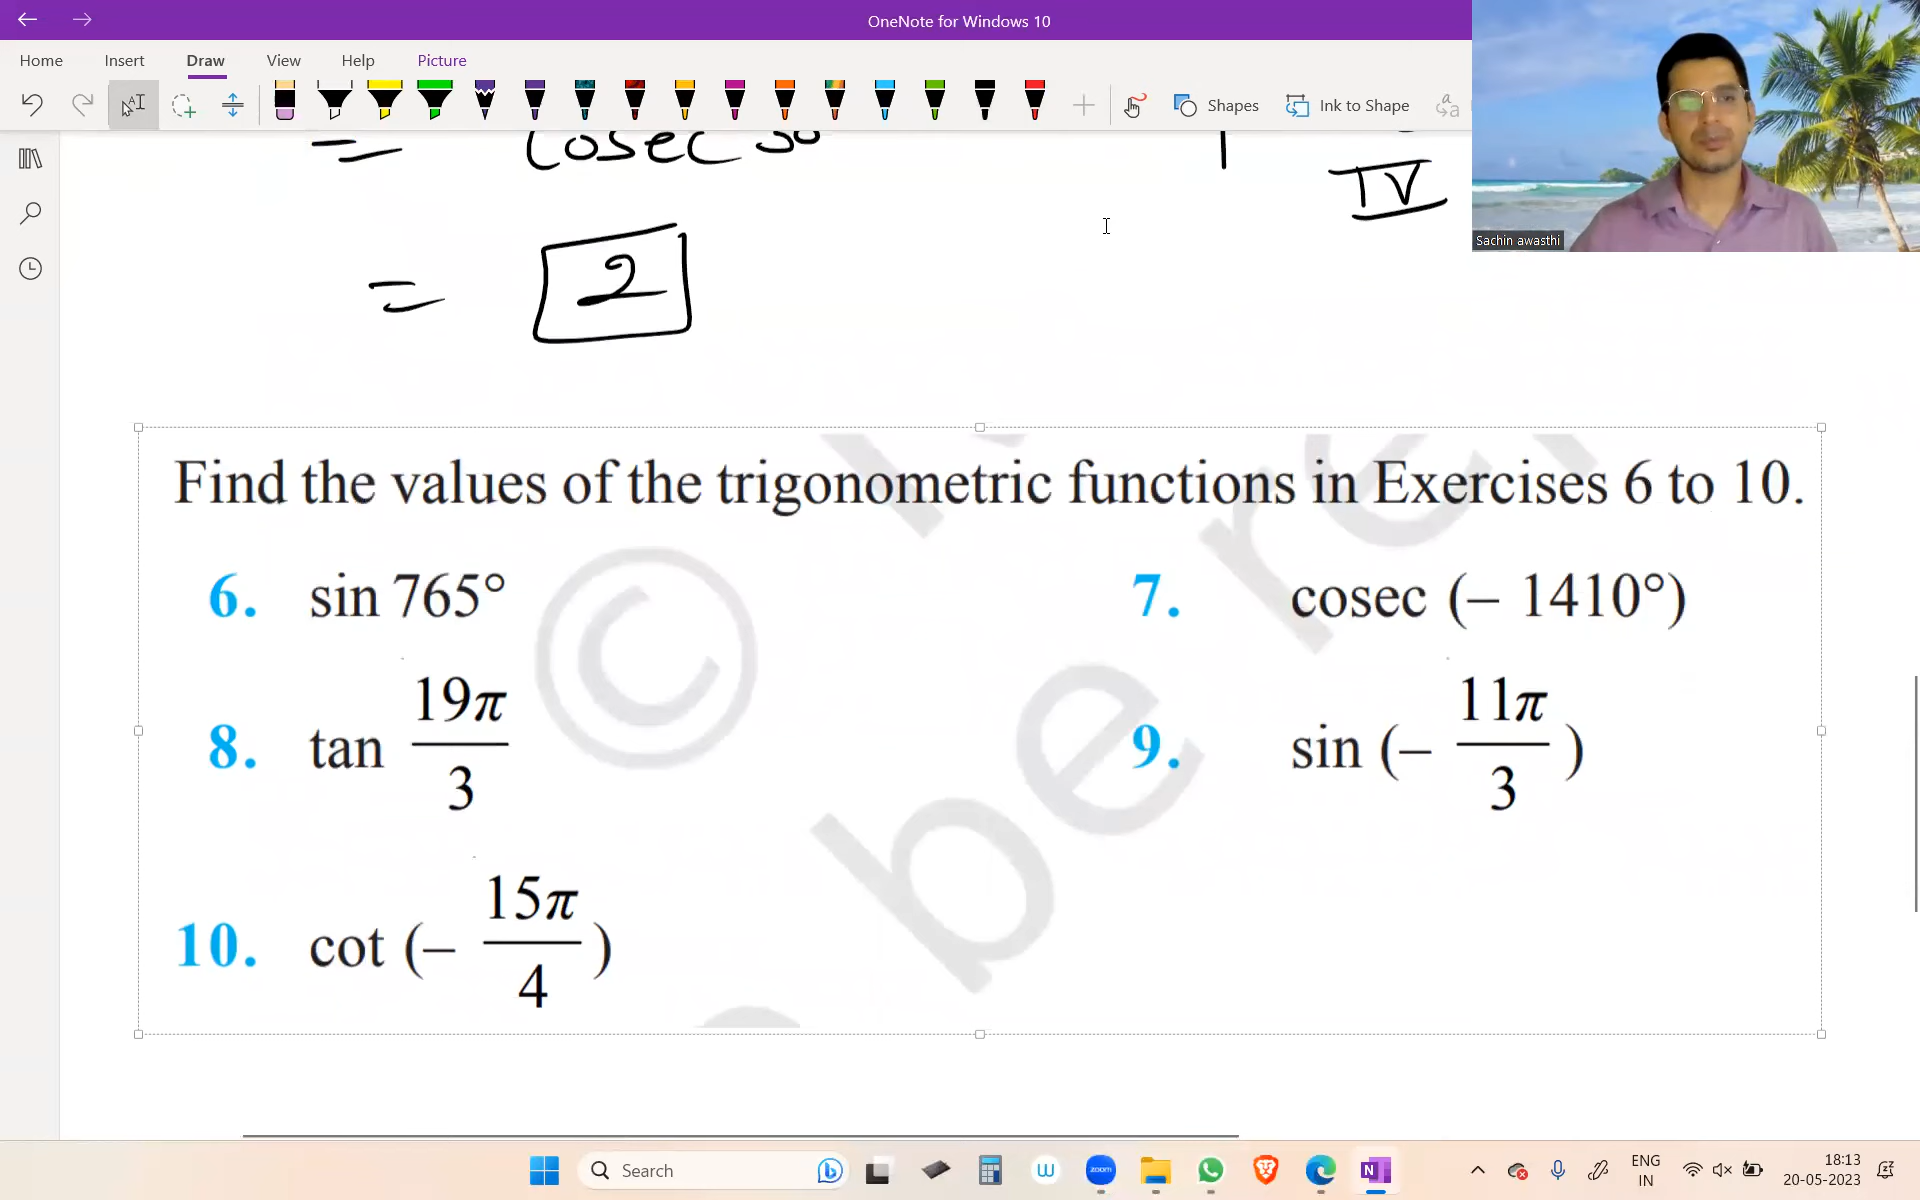 OneNote for Windows 10
Home Insert Draw View Help Picture
Shapes Ink to Shape
= Cosec 30
IV
= 2
Sachin awasthi
Find the values of the trigonometric functions in Exercises 6 to 10.
6. sin 765° 7. cosec (– 1410°)
8. tan 19π/3 9. sin (– 11π/3)
10. cot (– 15π/4)
© be re
Search zoom ENG IN 18:13 20-05-2023